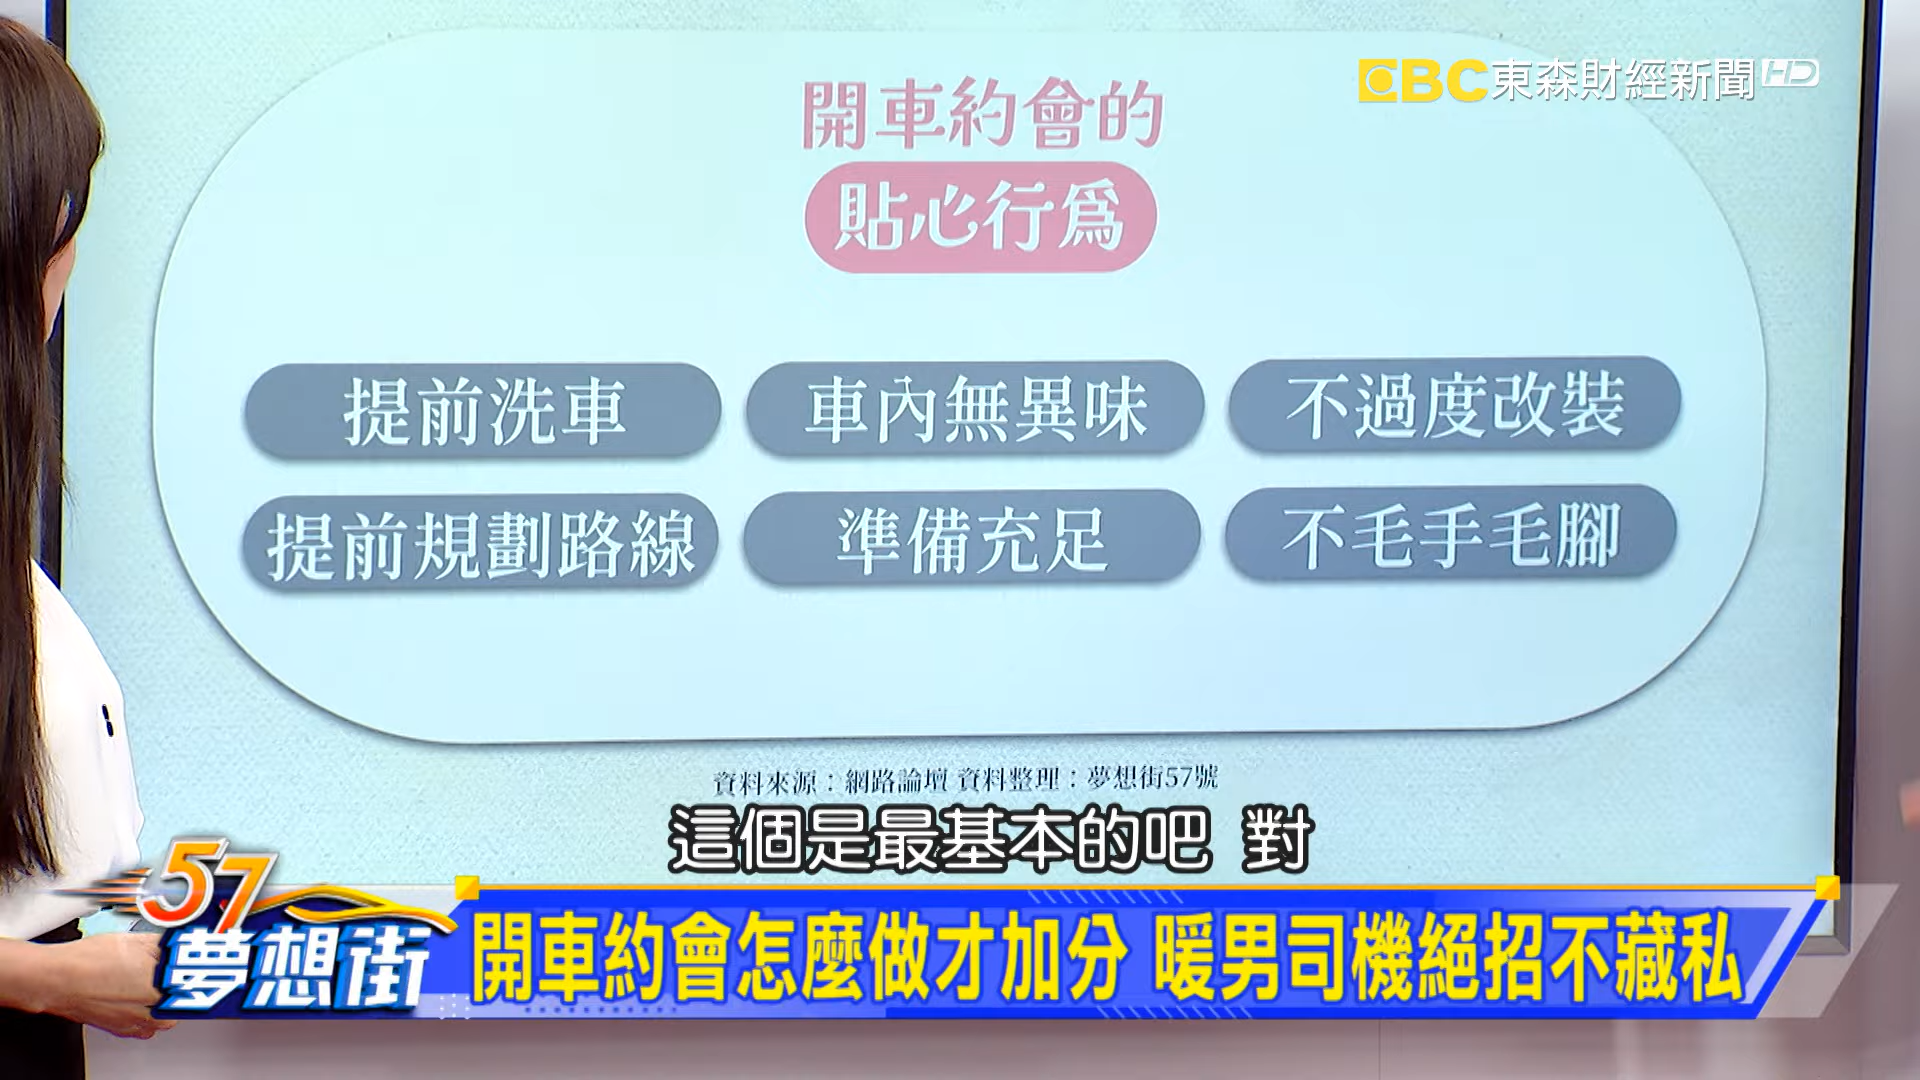 EBC東森財經新聞HD
開車約會的
貼心行為
提前洗車 車內無異味 不過度改裝
提前規劃路線 準備充足 不毛手毛腳
資料來源：網路論壇 資料整理：夢想街57號
這個是最基本的吧 對
57夢想街
開車約會怎麼做才加分 暖男司機絕招不藏私